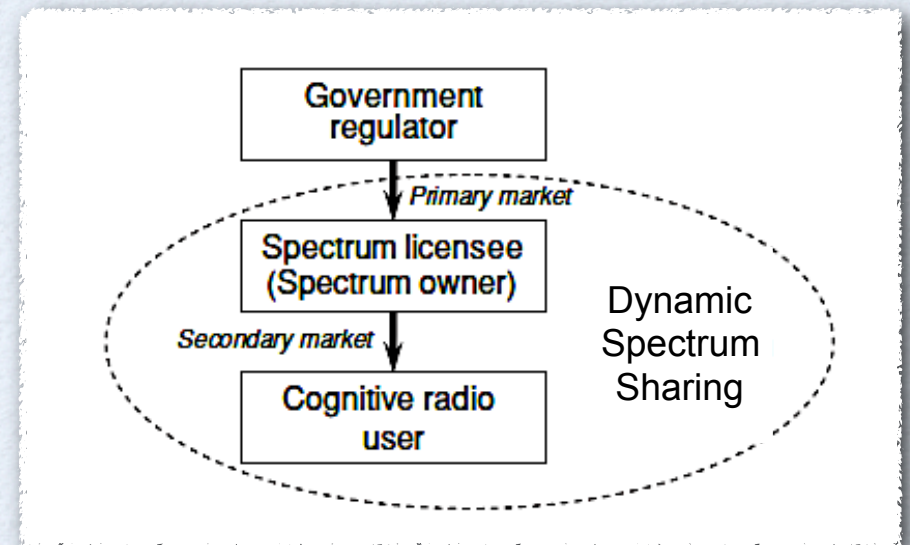 Government
regulator
Primary market
Spectrum licensee
(Spectrum owner)
Secondary market
Cognitive radio
user
Dynamic
Spectrum
Sharing